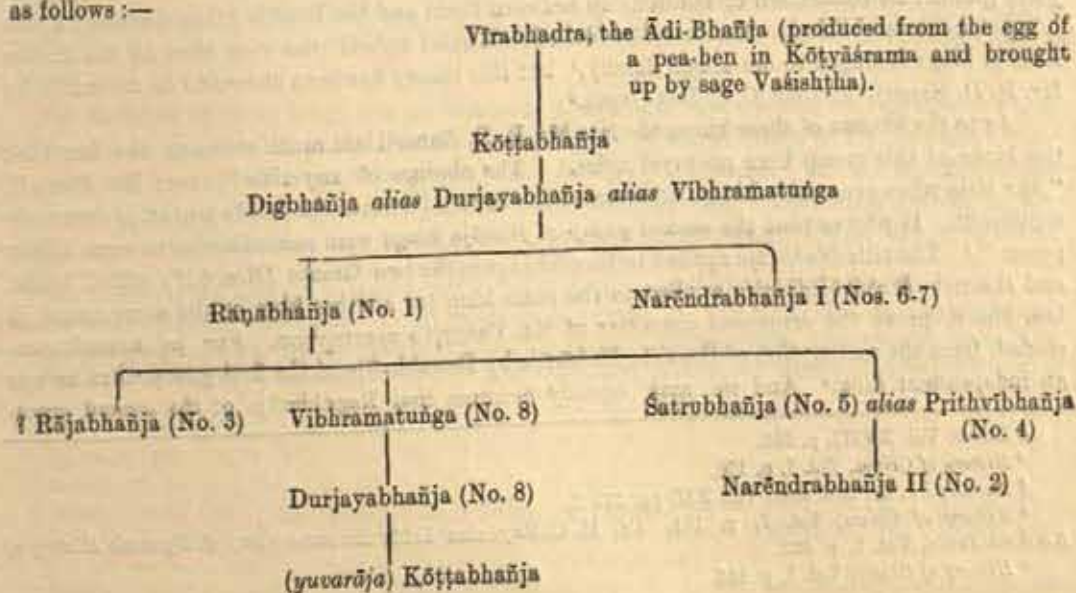 as follows :—
Vīrabhadra, the Ādi-Bhañja (produced from the egg of
a pea-hen in Kōṭyāśrama and brought
up by sage Vaśishṭha).
Kōṭṭabhañja
Digbhañja alias Durjayabhañja alias Vibhramatuṅga
Raṇabhañja (No. 1) Narēndrabhañja I (Nos. 6-7)
? Rājabhañja (No. 3) Vibhramatuṅga (No. 8) Śatrubhañja (No. 5) alias Pṛithvībhañja
(No. 4)
Durjayabhañja (No. 8) Narēndrabhañja II (No. 2)
(yuvarāja) Kōṭṭabhañja